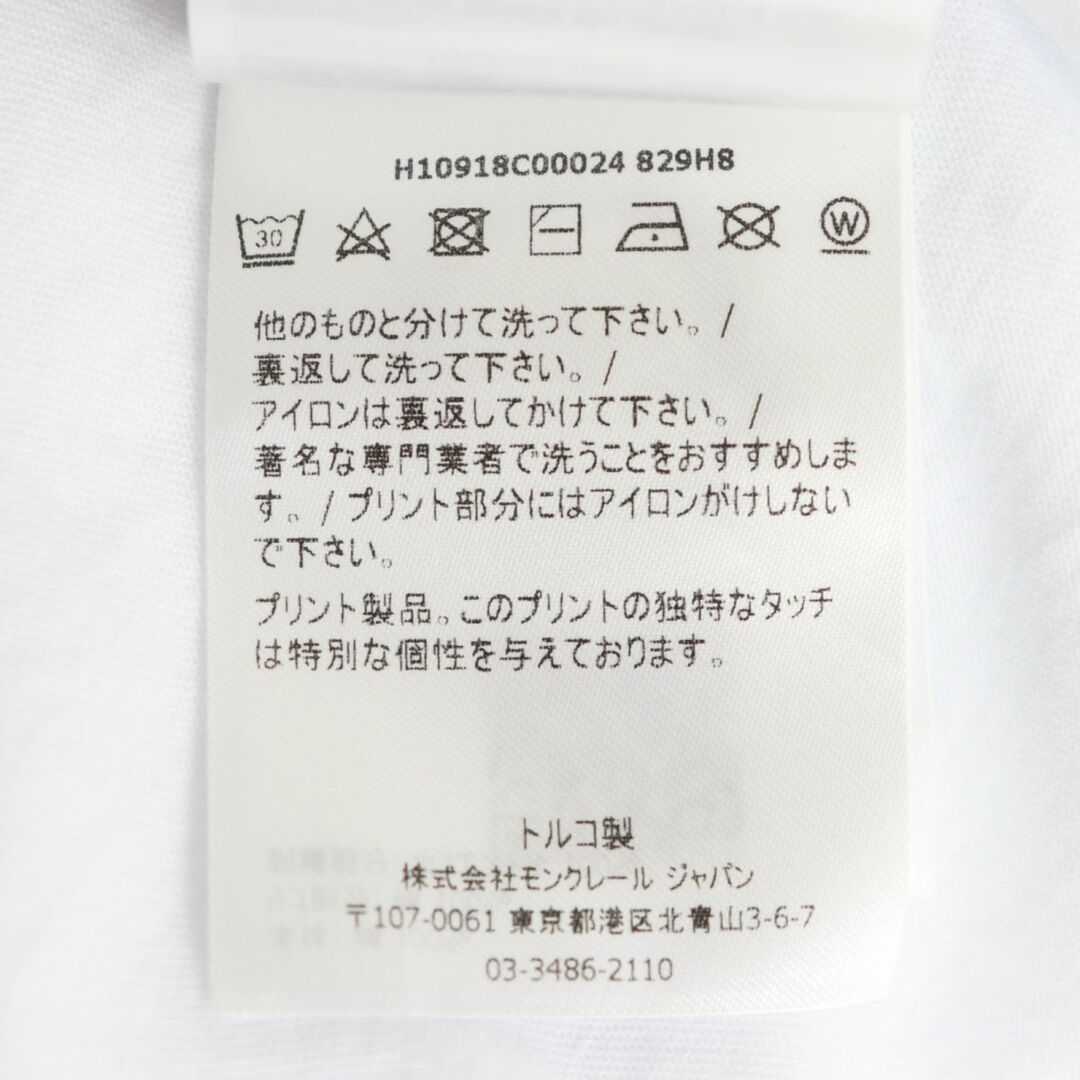 H10918C00024 829H8
30
W
他のものと分けて洗って下さい。/
裏返して洗って下さい。/
アイロンは裏返してかけて下さい。/
著名な専門業者で洗うことをおすすめしま
す。/ プリント部分にはアイロンがけしない
で下さい。
プリント製品。このプリントの独特なタッチ
は特別な個性を与えております。
トルコ製
株式会社モンクレール ジャパン
〒107-0061 東京都港区北青山3-6-7
03-3486-2110